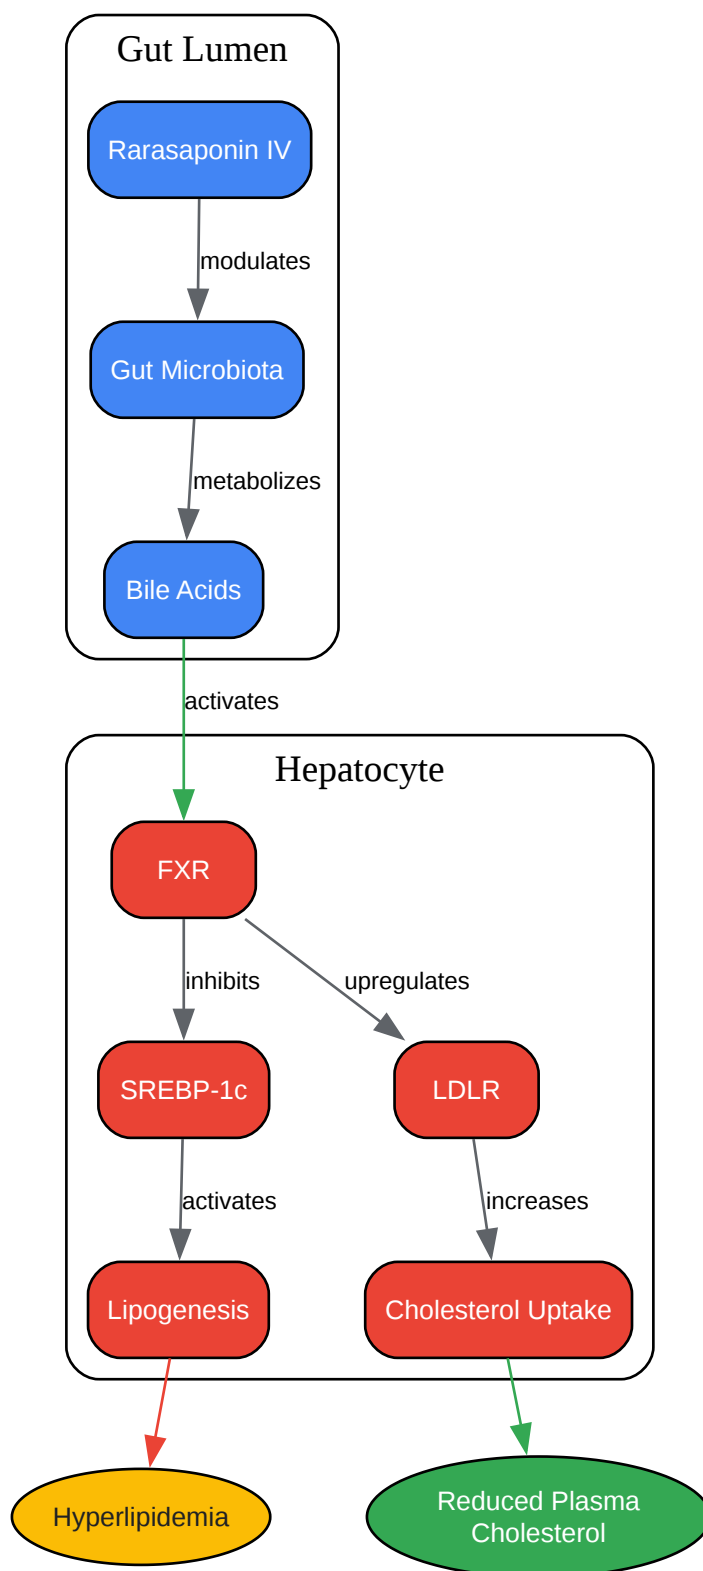 Gut Lumen
Rarasaponin IV
modulates
Gut Microbiota
metabolizes
Bile Acids
activates
Hepatocyte
FXR
inhibits
upregulates
SREBP-1c
LDLR
activates
increases
Lipogenesis
Cholesterol Uptake
Hyperlipidemia
Reduced Plasma
Cholesterol